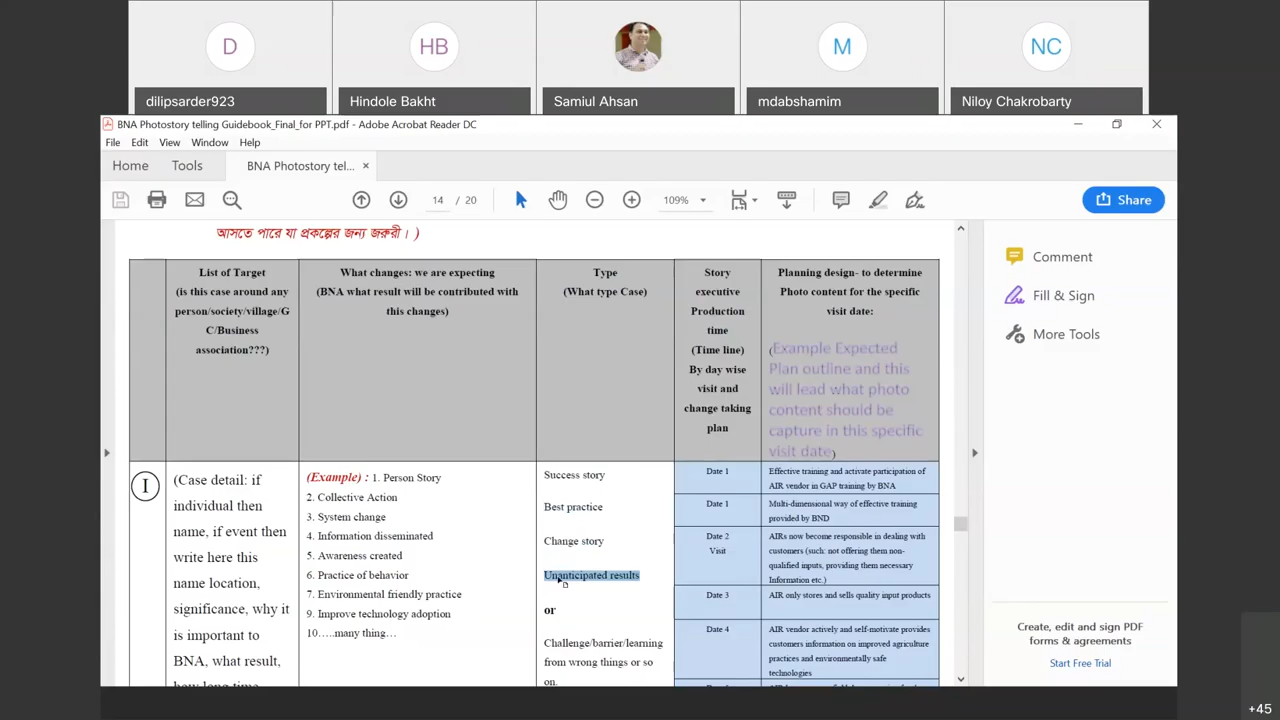 D
HB
M
NC
dilipsarder923
Hindole Bakht
Samiul Ahsan
mdabshamim
Niloy Chakrobarty
BNA Photostory telling Guidebook_Final_for PPT.pdf - Adobe Acrobat Reader DC
File Edit View Window Help
Home Tools BNA Photostory tel... ×
14 / 20
109%
Share
আসতে পারে যা প্রকল্পের জন্য জরুরী। )
List of Target
(is this case around any
person/society/village/G
C/Business
association???)
What changes: we are expecting
(BNA what result will be contributed with
this changes)
Type
(What type Case)
Story
executive
Production
time
(Time line)
By day wise
visit and
change taking
plan
Planning design- to determine
Photo content for the specific
visit date:
(Example Expected
Plan outline and this
will lead what photo
content should be
capture in this specific
visit date)
I
(Case detail: if
individual then
name, if event then
write here this
name location,
significance, why it
is important to
BNA, what result,
how long time
(Example) : 1. Person Story
2. Collective Action
3. System change
4. Information disseminated
5. Awareness created
6. Practice of behavior
7. Environmental friendly practice
9. Improve technology adoption
10…..many thing…
Success story
Best practice
Change story
Unanticipated results
or
Challenge/barrier/learning
from wrong things or so
on.
Date 1
Effective training and activate participation of
AIR vendor in GAP training by BNA
Date 1
Multi-dimensional way of effective training
provided by BND
Date 2
Visit
AIRs now become responsible in dealing with
customers (such: not offering them non-
qualified inputs, providing them necessary
Information etc.)
Date 3
AIR only stores and sells quality input products
Date 4
AIR vendor actively and self-motivate provides
customers information on improved agriculture
practices and environmentally safe
technologies
Comment
Fill & Sign
More Tools
Create, edit and sign PDF
forms & agreements
Start Free Trial
+45